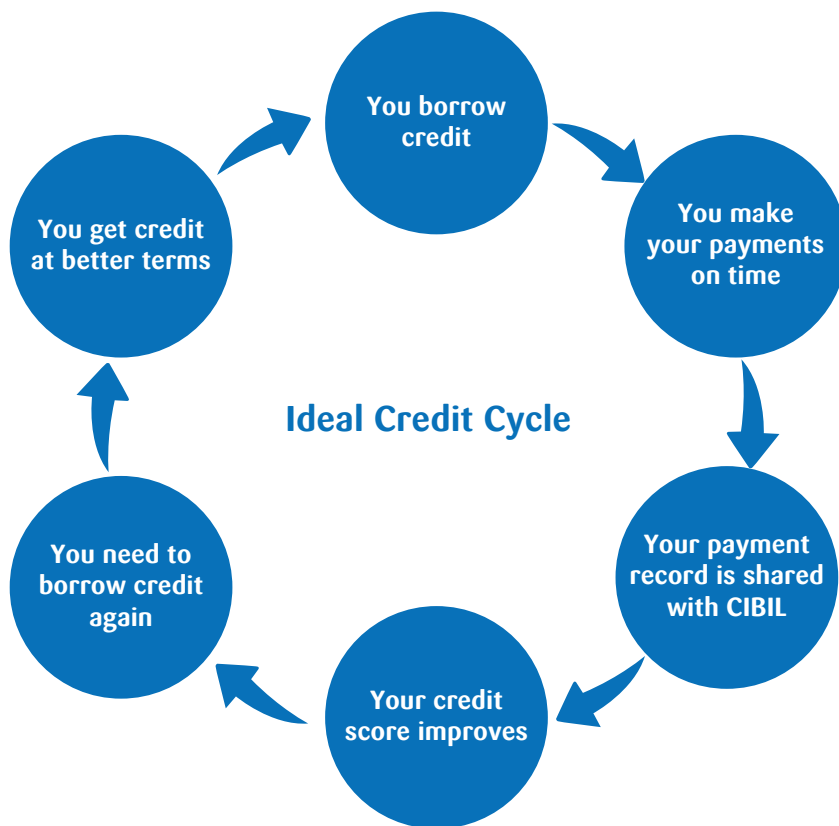 You borrow
credit
You make
your payments
on time
Your payment
record is shared
with CIBIL
Your credit
score improves
You need to
borrow credit
again
You get credit
at better terms
Ideal Credit Cycle